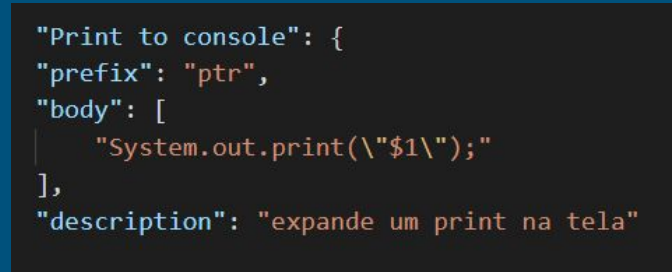 "Print to console": {
"prefix": "ptr",
"body": [
"System.out.print(\"$1\");"
],
"description": "expande um print na tela"